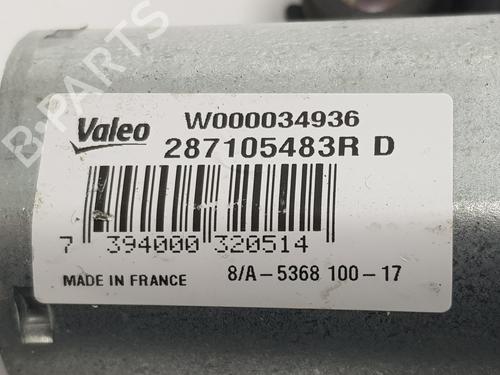 Valeo
W000034936
287105483R D
7 394000 320514
MADE IN FRANCE
8/A-5368 100-17
B-PARTS